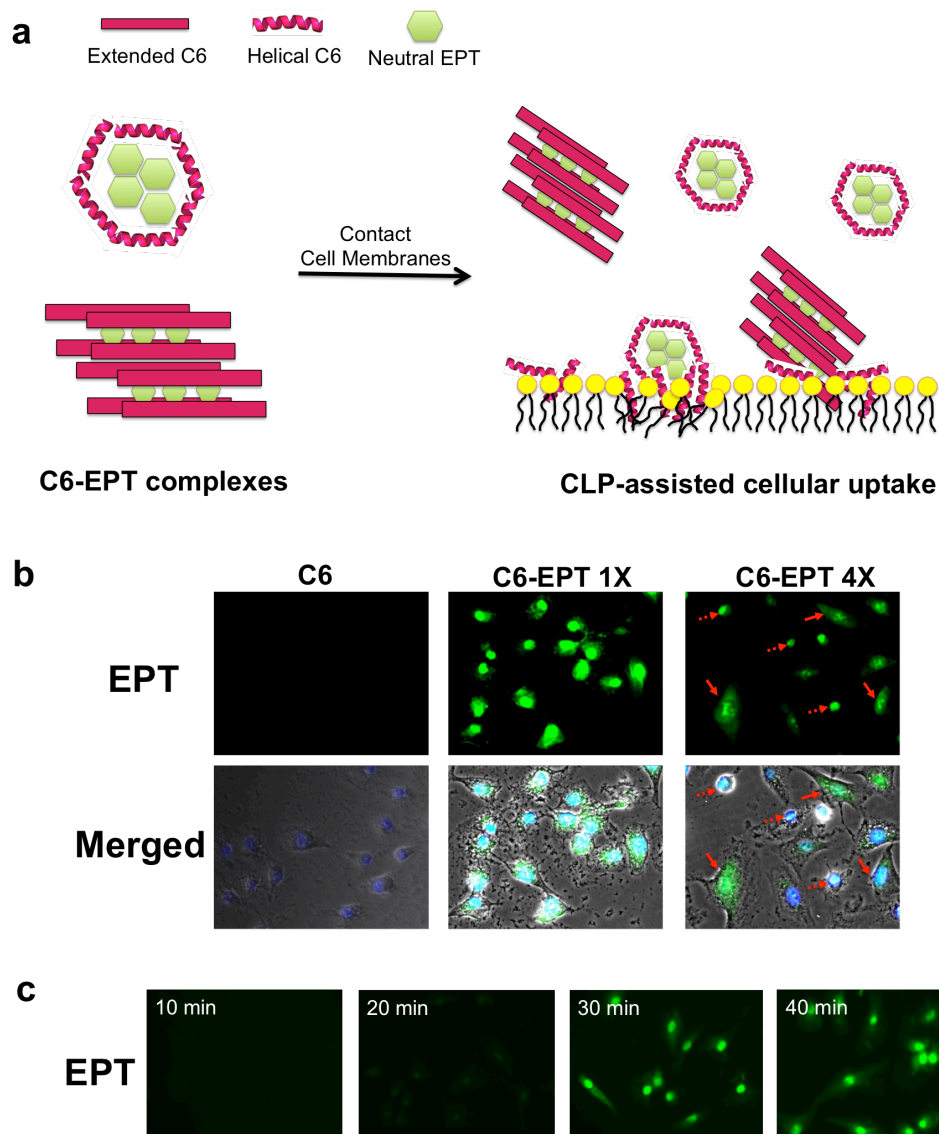 a
Extended C6
Helical C6
Neutral EPT
Contact
Cell Membranes
C6-EPT complexes
CLP-assisted cellular uptake
b
C6
C6-EPT 1X
C6-EPT 4X
EPT
Merged
c
10 min
20 min
30 min
40 min
EPT